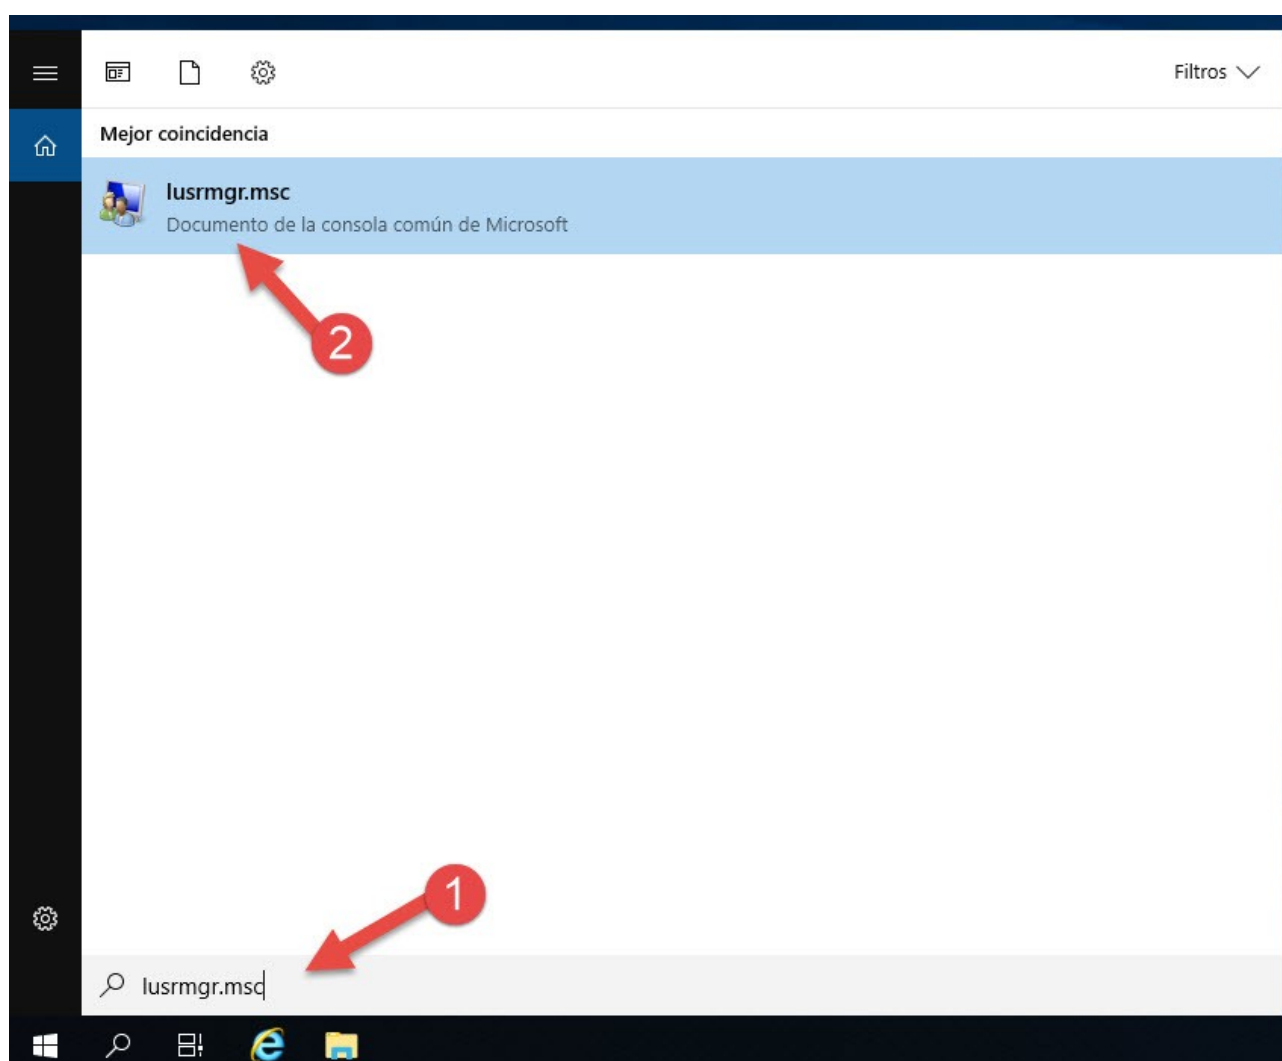 Filtros
Mejor coincidencia
lusrmgr.msc
Documento de la consola común de Microsoft
2
1
lusrmgr.msc